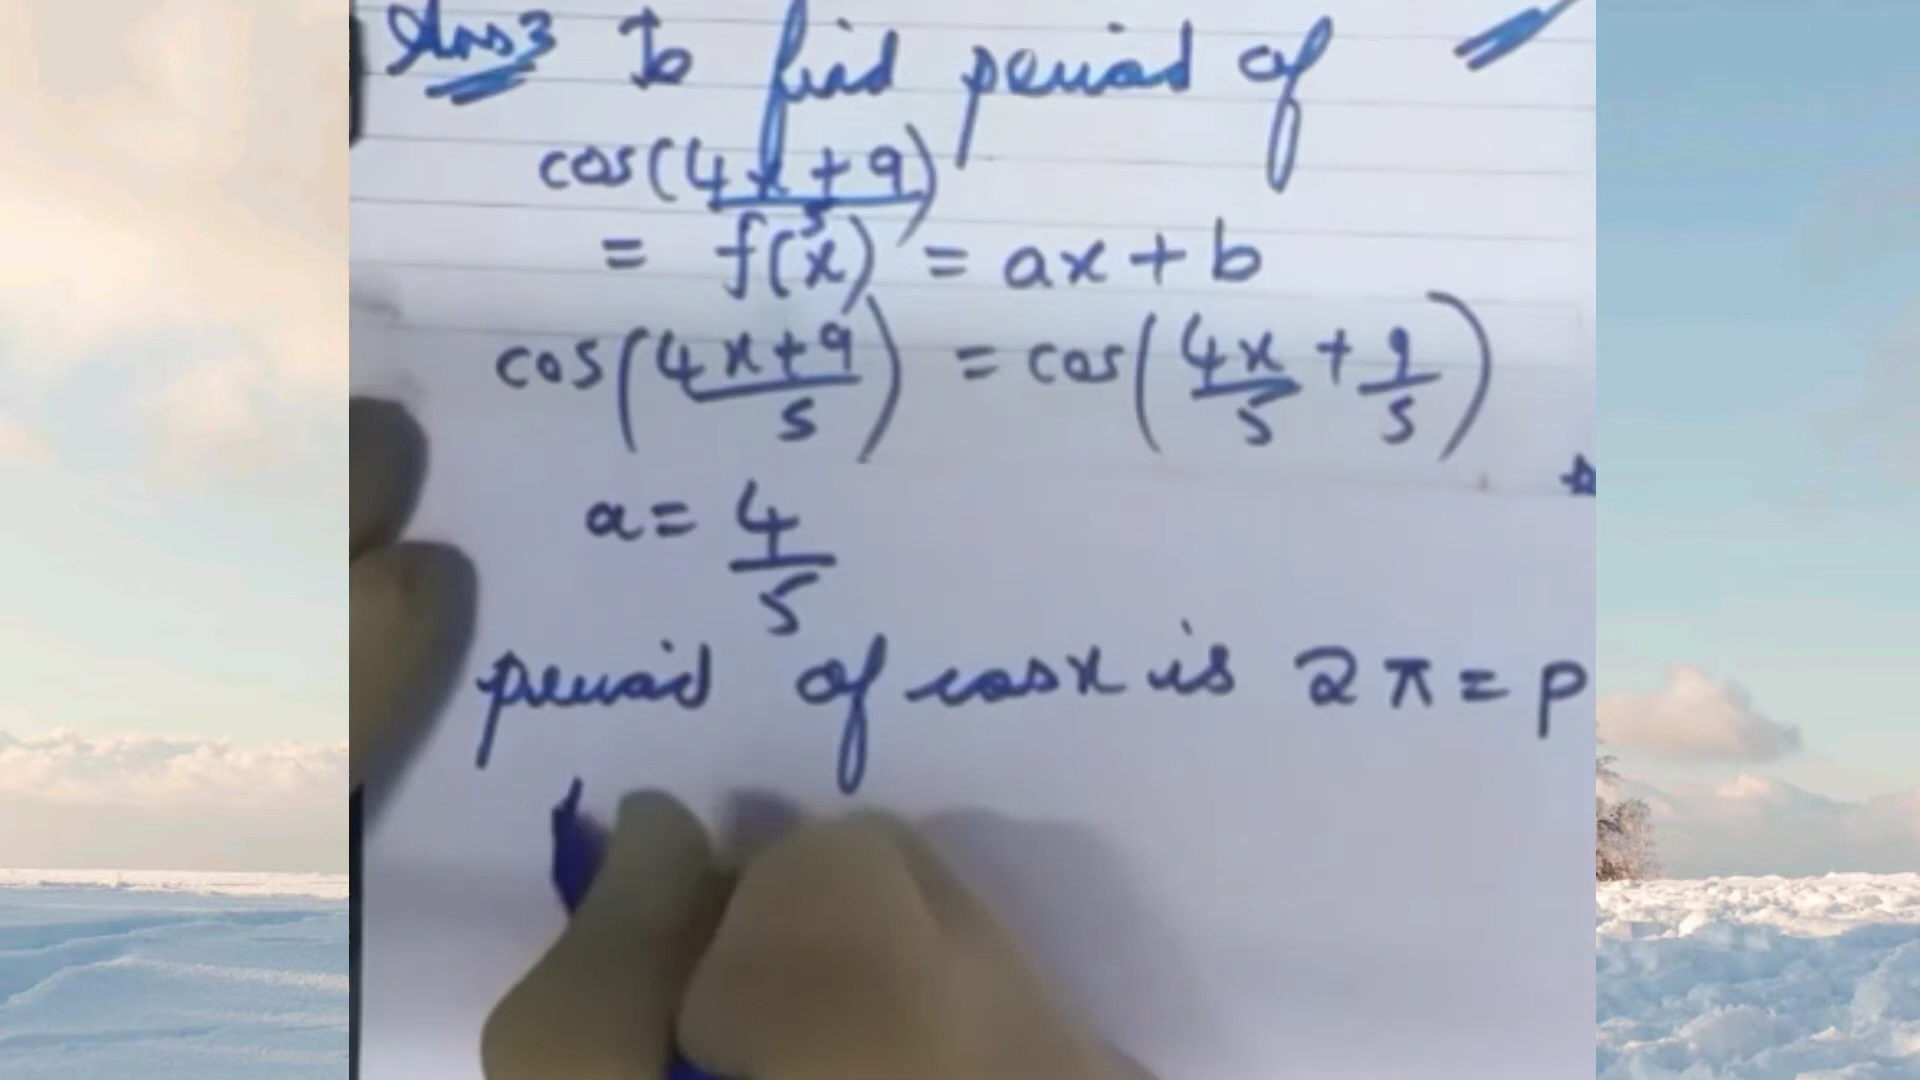 Ans3 To find period of
cos(4x+9/5)
= f(x) = ax+b
cos(4x+9/5) = cos(4x/5 + 9/5)
a = 4/5
period of cosx is 2π = p